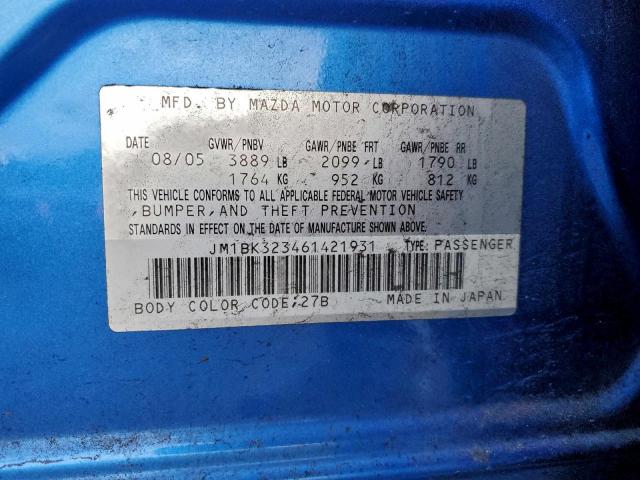 MFD. BY MAZDA MOTOR CORPORATION
DATE GVWR/PNBV GAWR/PNBE FRT GAWR/PNBE RR
08/05 3889 LB 2099 LB 1790 LB
1764 KG 952 KG 812 KG
THIS VEHICLE CONFORMS TO ALL APPLICABLE FEDERAL MOTOR VEHICLE SAFETY
,BUMPER,AND THEFT PREVENTION
STANDARDS IN EFFECT ON THE DATE OF MANUFACTURE SHOWN ABOVE.
JM1BK323461421931 TYPE: PASSENGER
BODY COLOR CODE:27B MADE IN JAPAN